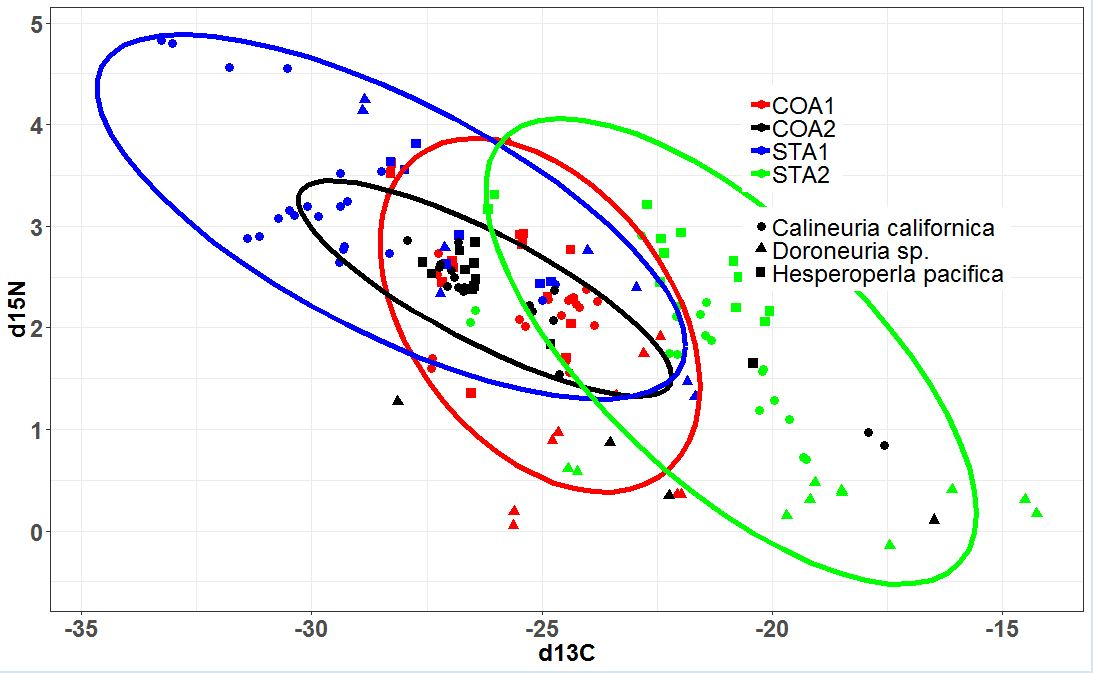 5
4
3
2
1
0
d15N
COA1
COA2
STA1
STA2
Calineuria californica
Doroneuria sp.
Hesperoperla pacifica
-35 -30 -25 -20 -15
d13C